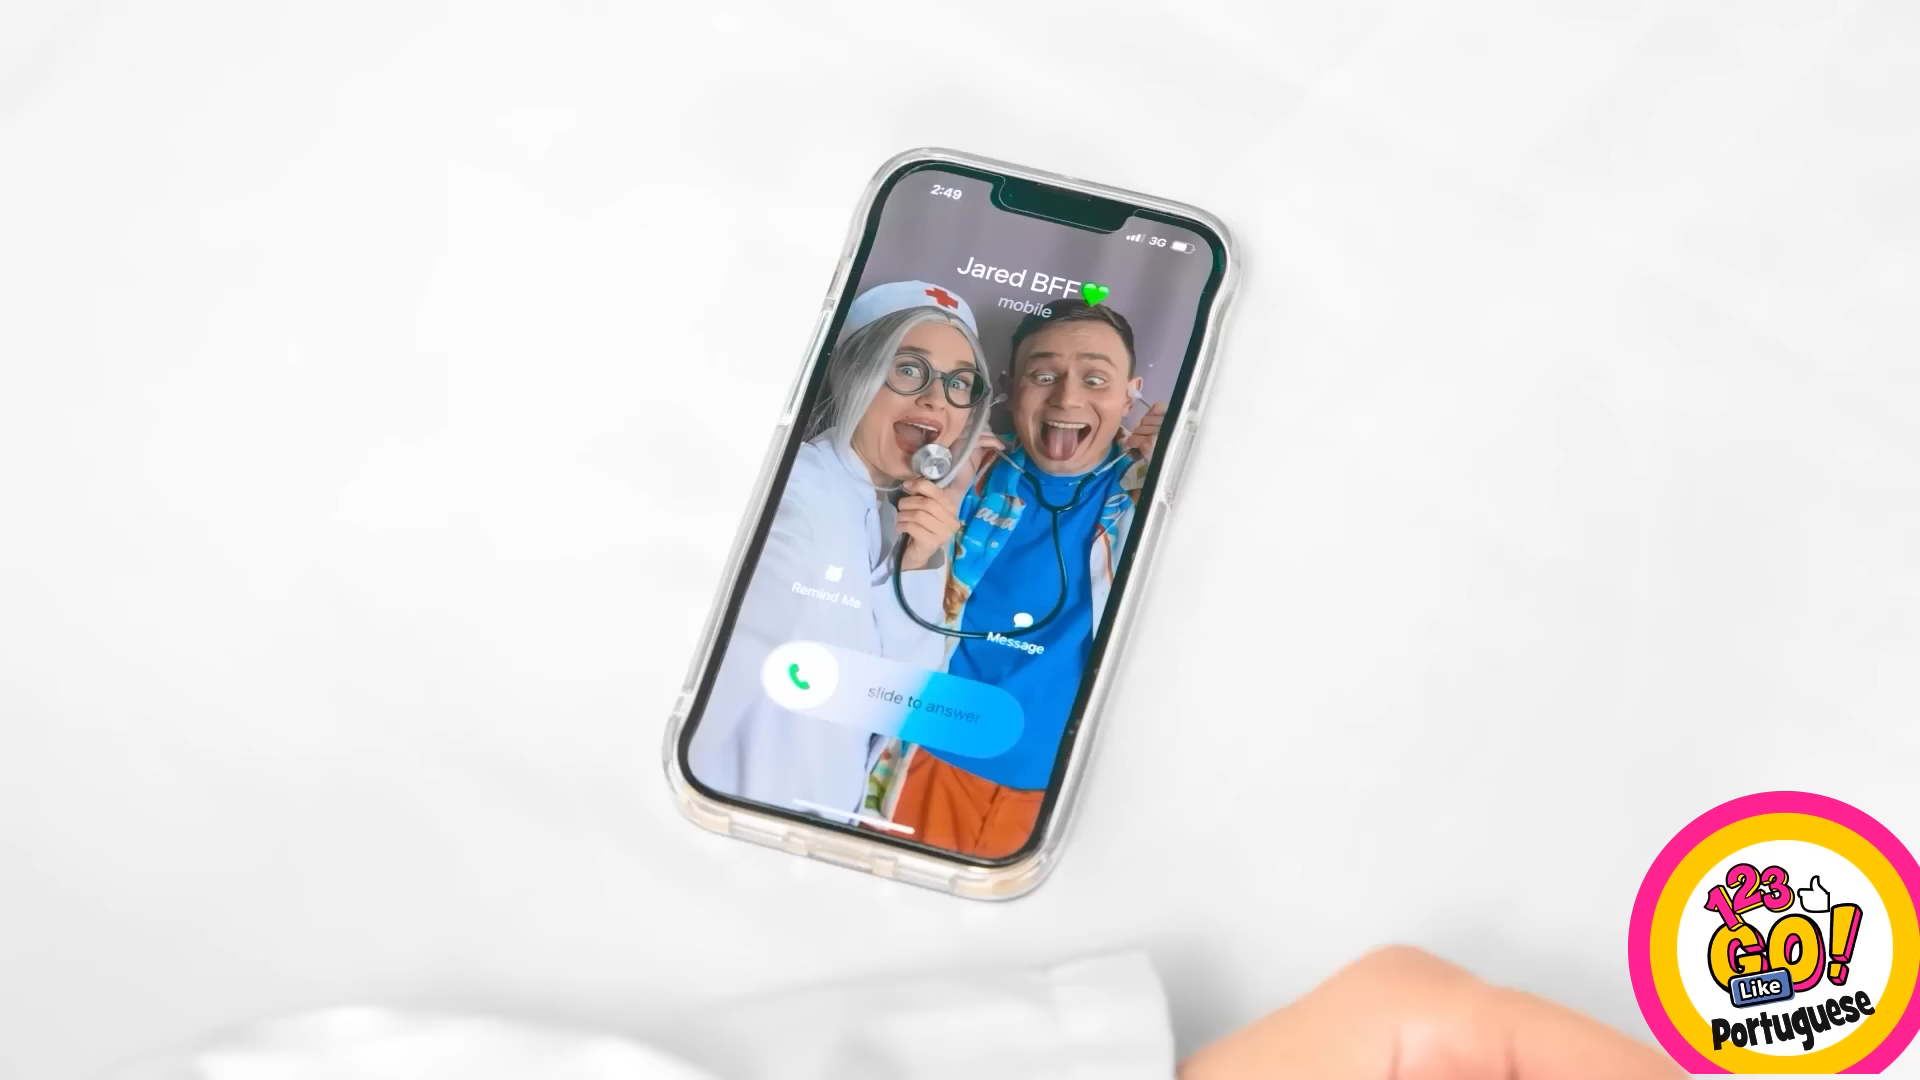 2:49
3G
Jared BFF💚
mobile
Remind Me
Message
slide to answer
123
GO!
Like
Portuguese